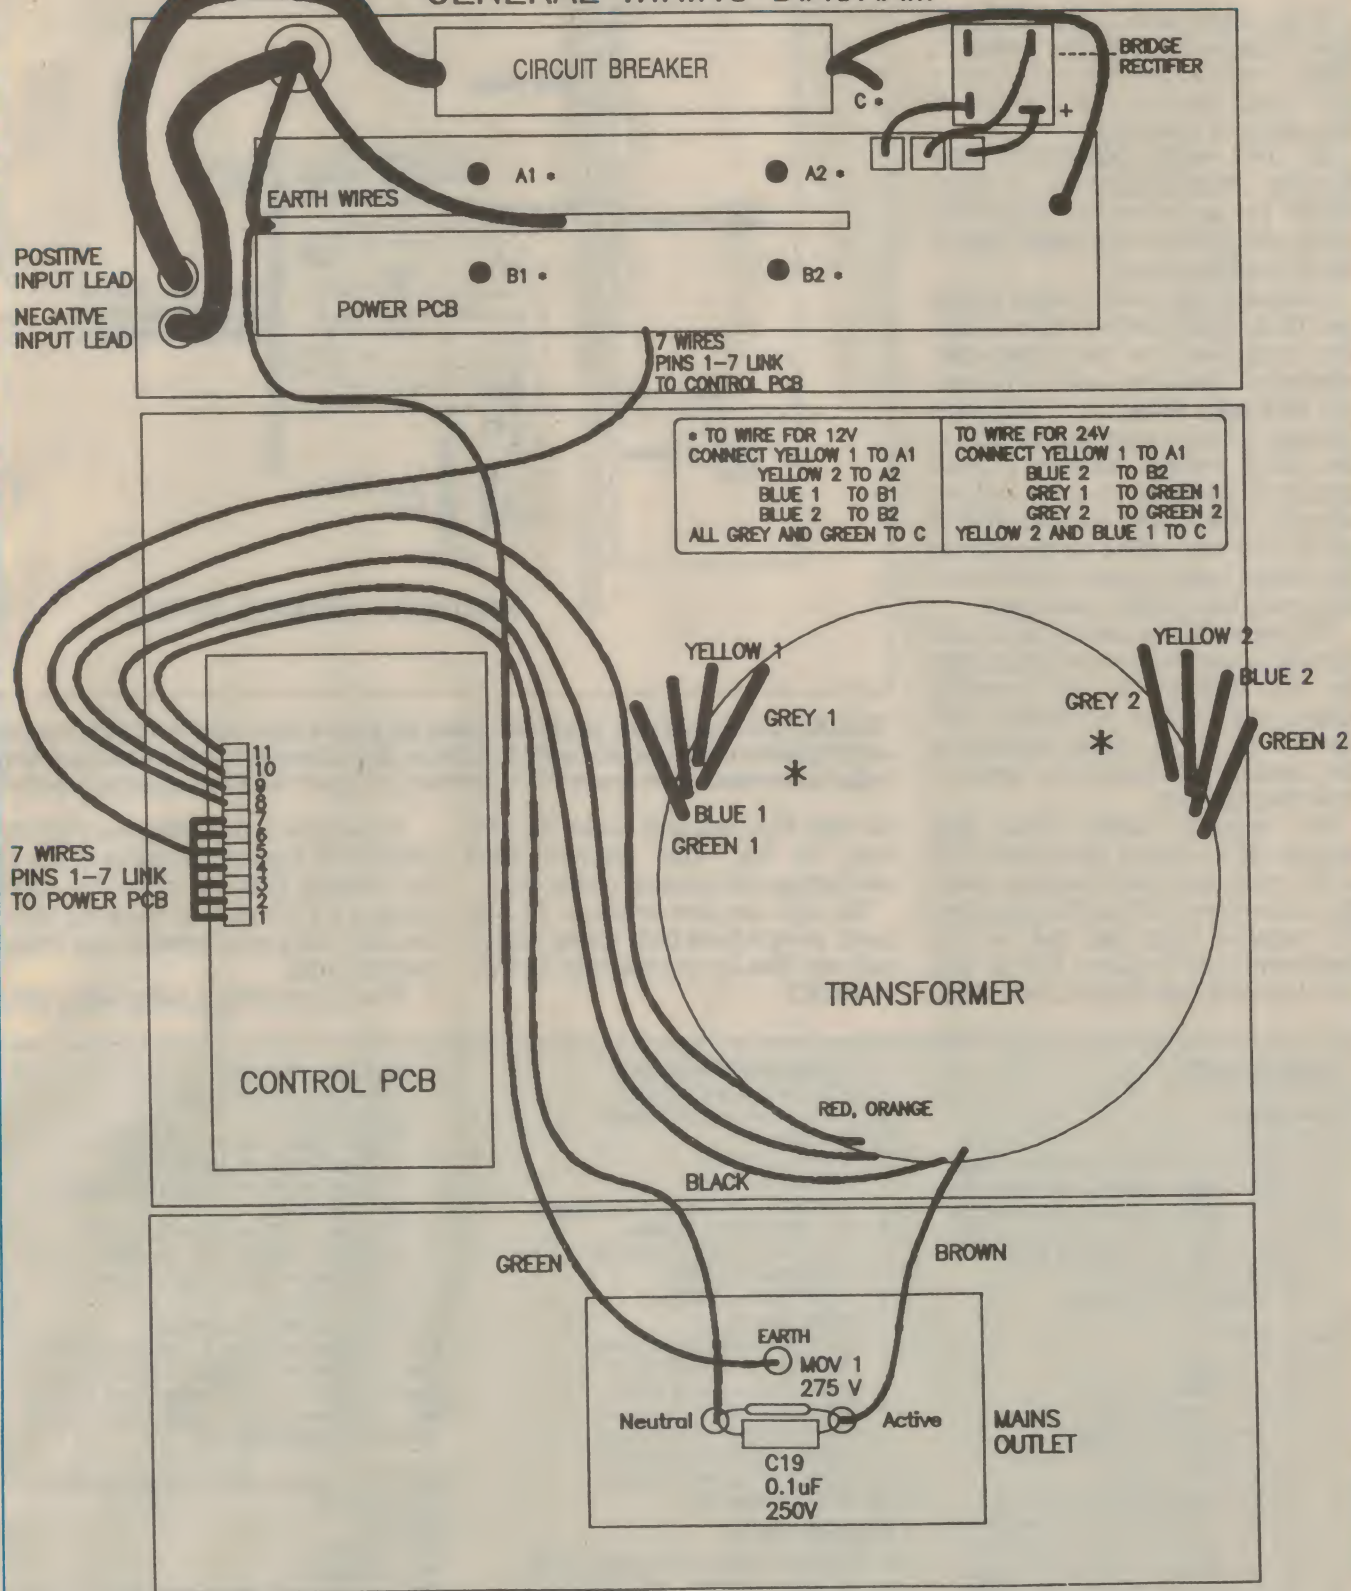 CIRCUIT BREAKER
BRIDGE
RECTIFIER
C *
+
A1 *
A2 *
EARTH WIRES
POSITIVE
INPUT LEAD
B1 *
B2 *
NEGATIVE
INPUT LEAD
POWER PCB
7 WIRES
PINS 1-7 LINK
TO CONTROL PCB
* TO WIRE FOR 12V
CONNECT YELLOW 1 TO A1
YELLOW 2 TO A2
BLUE 1 TO B1
BLUE 2 TO B2
ALL GREY AND GREEN TO C
TO WIRE FOR 24V
CONNECT YELLOW 1 TO A1
BLUE 2 TO B2
GREY 1 TO GREEN 1
GREY 2 TO GREEN 2
YELLOW 2 AND BLUE 1 TO C
YELLOW 1
YELLOW 2
BLUE 2
GREY 1
GREY 2
GREEN 2
*
*
BLUE 1
GREEN 1
11
10
9
8
7
6
5
4
3
2
1
7 WIRES
PINS 1-7 LINK
TO POWER PCB
TRANSFORMER
CONTROL PCB
RED, ORANGE
BLACK
GREEN
BROWN
EARTH
MOV 1
275 V
Neutral
Active
MAINS
OUTLET
C19
0.1uF
250V